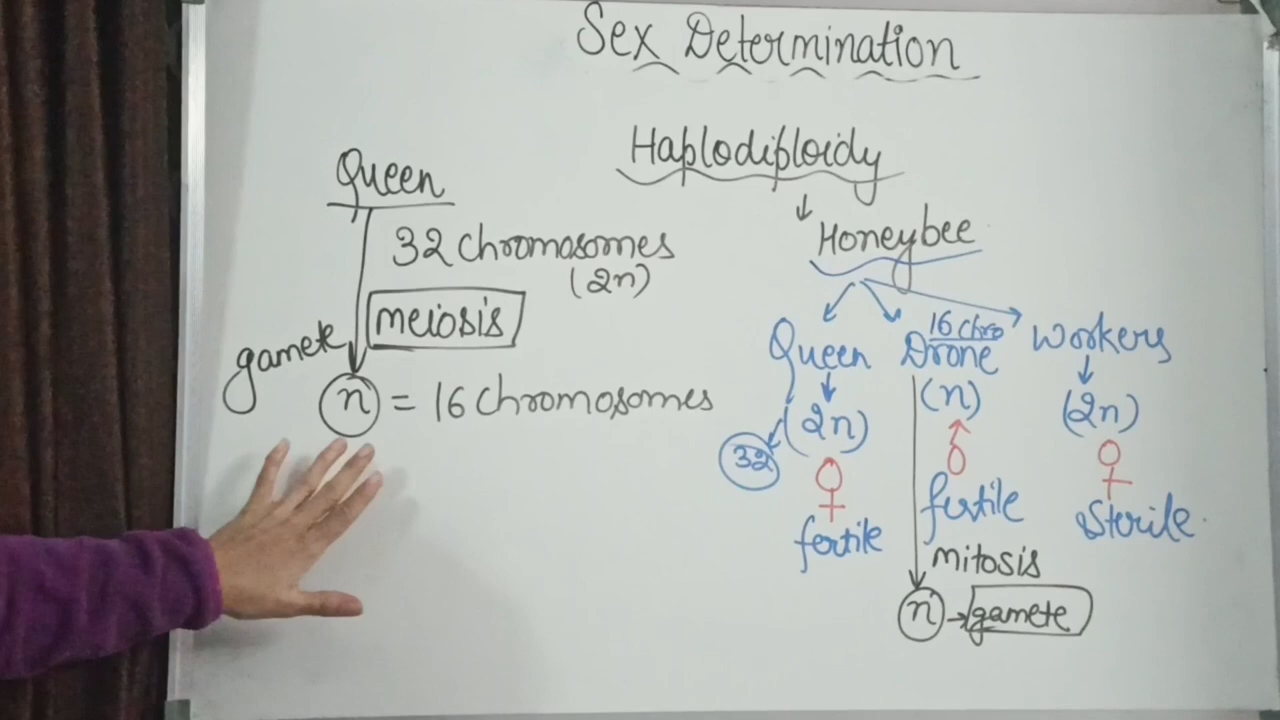 Sex Determination
Haplodiploidy
Honeybee
Queen
32 chromosomes
(2n)
meiosis
gamete
n = 16 chromosomes
Queen
(2n)
32
♀
fertile
16 chro
Drone
(n)
♂
fertile
mitosis
n → gamete
Workers
(2n)
♀
Sterile